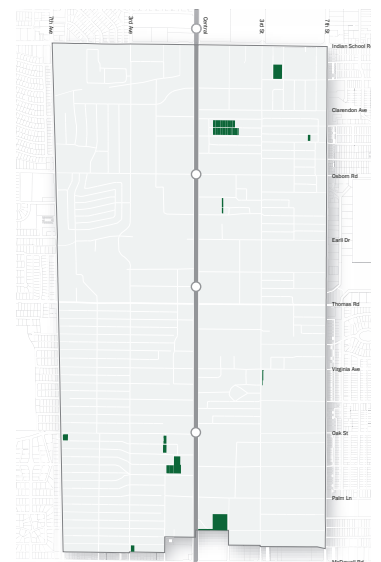 7th Ave
3rd Ave
Central
3rd St
7th St
Indian School R
Clarendon Ave
Osborn Rd
Earll Dr
Thomas Rd
Virginia Ave
Oak St
Palm Ln
McDowell Rd